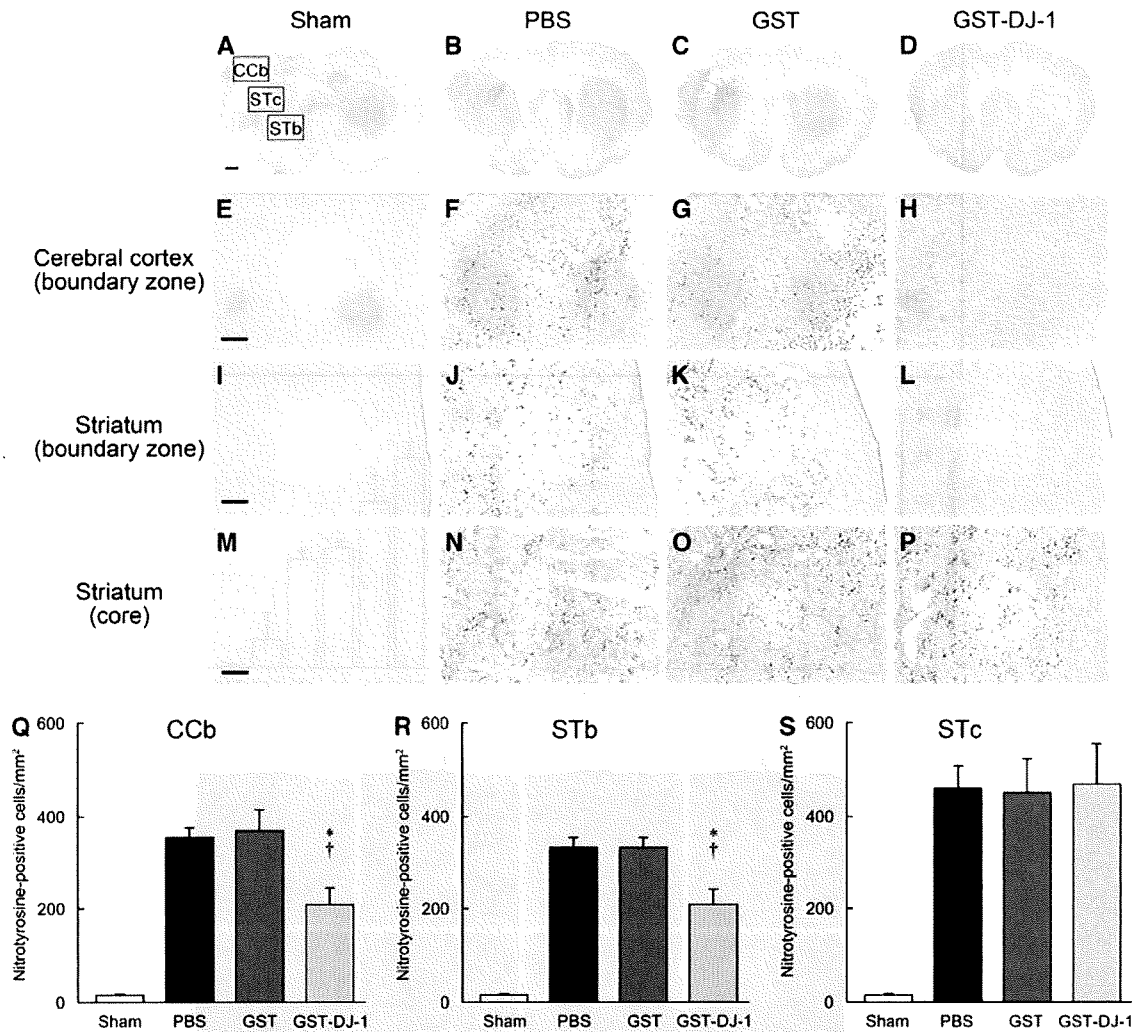 Sham PBS GST GST-DJ-1
A B C D
CCb
STc
STb
E F G H
Cerebral cortex
(boundary zone)
I J K L
Striatum
(boundary zone)
M N O P
Striatum
(core)
Q 600 CCb
Nitrotyrosine-positive cells/mm²
400
200
0
*
†
Sham PBS GST GST-DJ-1
R 600 STb
Nitrotyrosine-positive cells/mm²
400
200
0
*
†
Sham PBS GST GST-DJ-1
S 600 STc
Nitrotyrosine-positive cells/mm²
400
200
0
Sham PBS GST GST-DJ-1